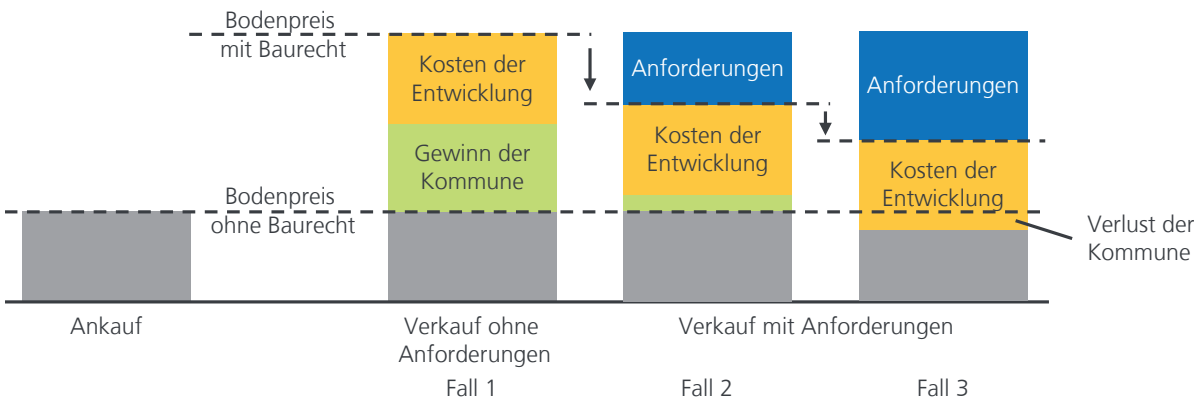 Bodenpreis
mit Baurecht
Kosten der
Entwicklung
Gewinn der
Kommune
Anforderungen
Kosten der
Entwicklung
Anforderungen
Kosten der
Entwicklung
Bodenpreis
ohne Baurecht
Verlust der
Kommune
Ankauf
Verkauf ohne
Anforderungen
Verkauf mit Anforderungen
Fall 1
Fall 2
Fall 3